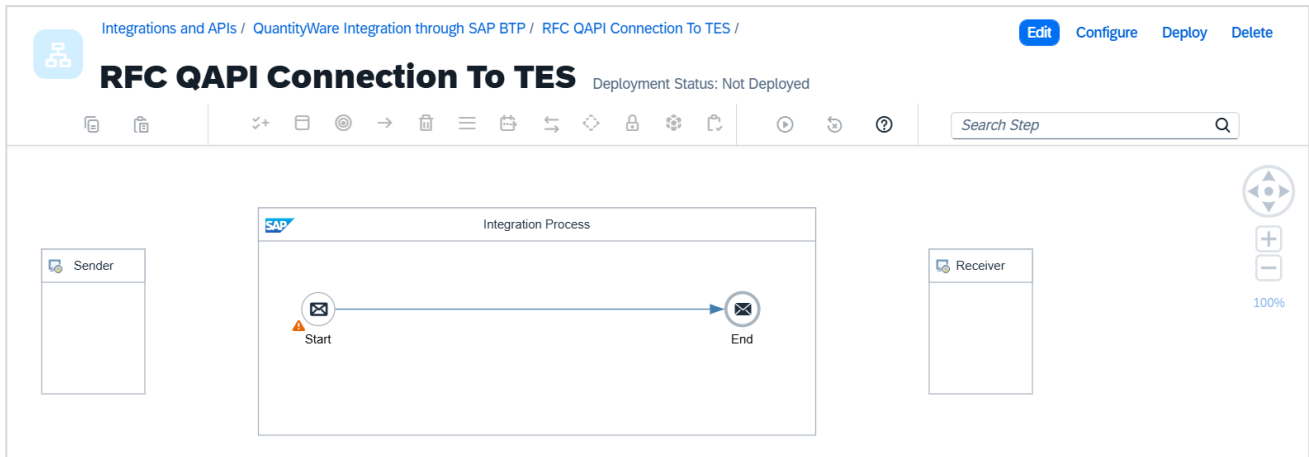 Integrations and APIs / QuantityWare Integration through SAP BTP / RFC QAPI Connection To TES /
Edit Configure Deploy Delete
RFC QAPI Connection To TES Deployment Status: Not Deployed
Search Step
SAP Integration Process
Sender
Receiver
Start
End
100%